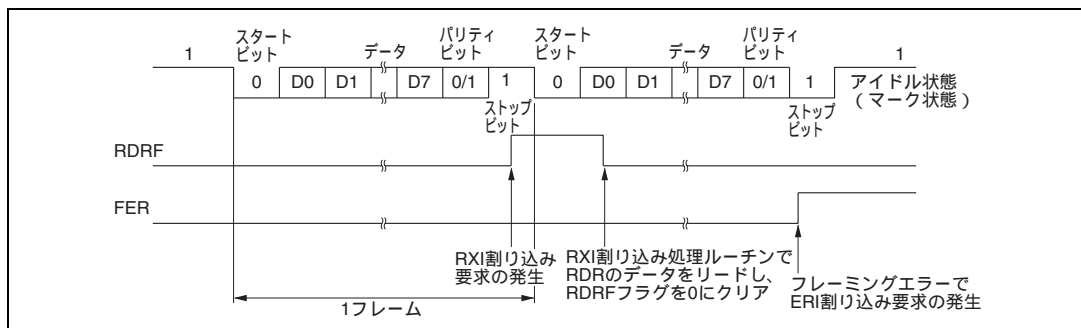 1
スタート
ビット
データ
パリティ
ビット
スタート
ビット
データ
パリティ
ビット
1
0 D0 D1 D7 0/1 1 0 D0 D1 D7 0/1 1
アイドル状態
(マーク状態)
ストップ
ビット
ストップ
ビット
RDRF
FER
RXI割り込み
要求の発生
RXI割り込み処理ルーチンで
RDRのデータをリードし、
RDRFフラグを0にクリア
フレーミングエラーで
ERI割り込み要求の発生
1フレーム